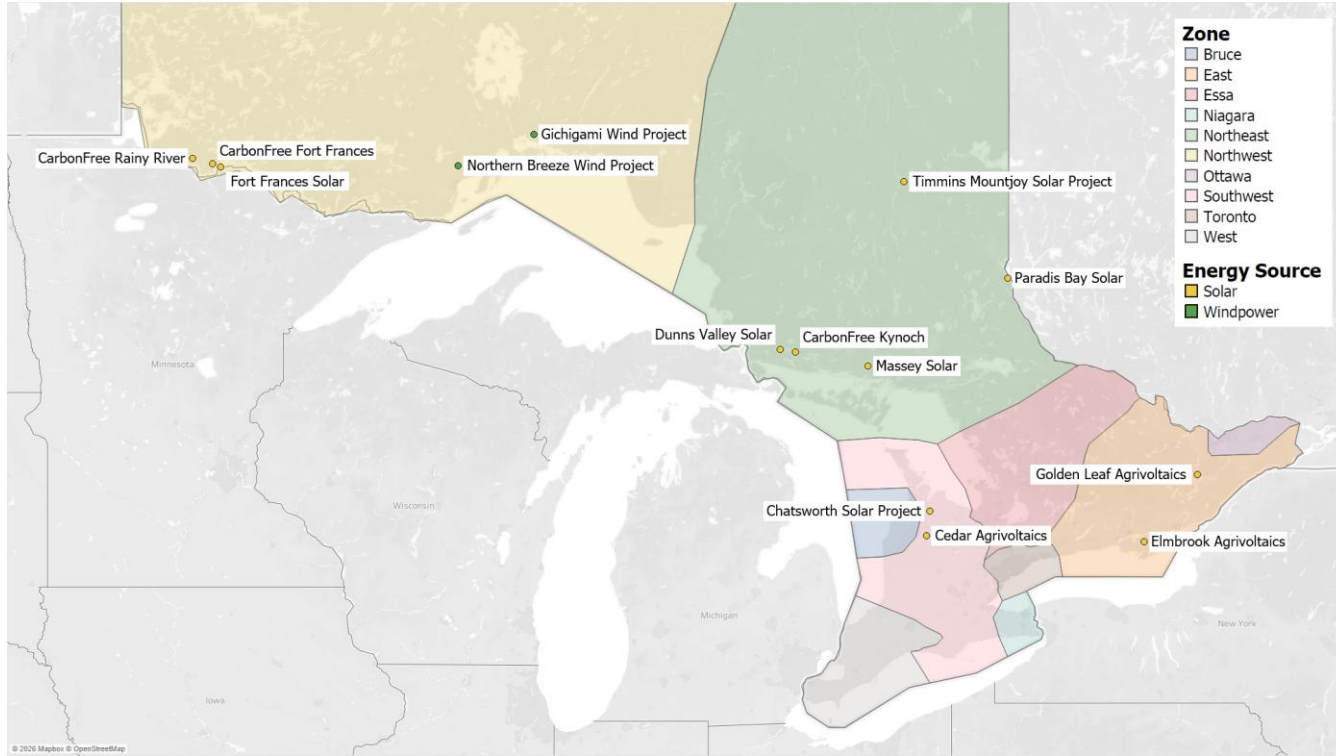 Zone
Bruce
East
Essa
Niagara
Northeast
Northwest
Ottawa
Southwest
Toronto
West
Energy Source
Solar
Windpower
Gichigami Wind Project
CarbonFree Fort Frances
CarbonFree Rainy River
Northern Breeze Wind Project
Fort Frances Solar
Timmins Mountjoy Solar Project
Paradis Bay Solar
Dunns Valley Solar
CarbonFree Kynoch
Massey Solar
Minnesota
Golden Leaf Agrivoltaics
Wisconsin
Chatsworth Solar Project
Cedar Agrivoltaics
Elmbrook Agrivoltaics
Michigan
New York
Iowa
© 2026 Mapbox © OpenStreetMap